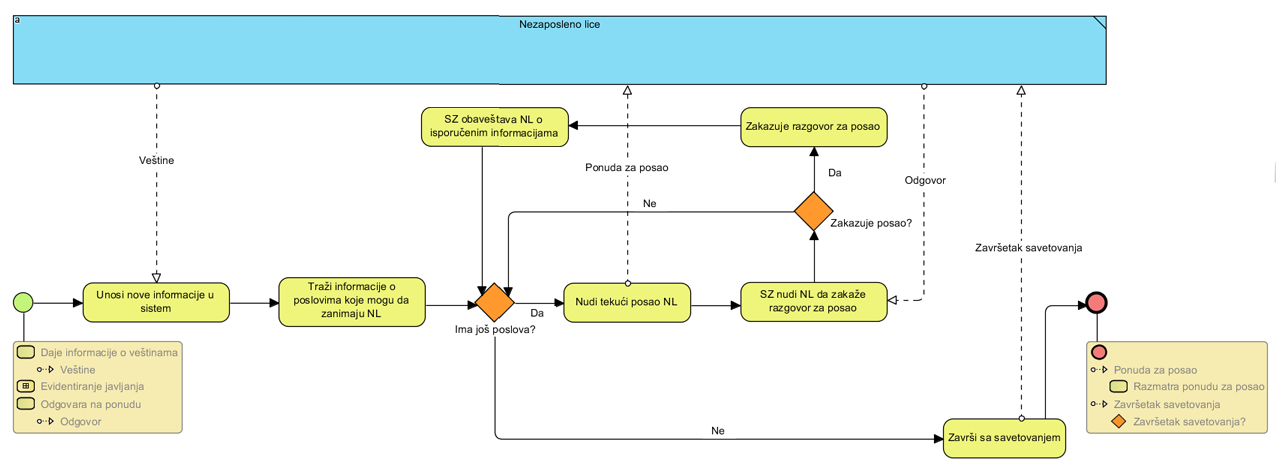 a
Nezaposleno lice
SZ obaveštava NL o
isporučenim informacijama
Zakazuje razgovor za posao
Veštine
Ponuda za posao
Da
Odgovor
Ne
Zakazuje posao?
Završetak savetovanja
Unosi nove informacije u
sistem
Traži informacije o
poslovima koje mogu da
zanimaju NL
Ima još poslova?
Da
Nudi tekući posao NL
SZ nudi NL da zakaže
razgovor za posao
Daje informacije o veštinama
Veštine
Evidentiranje javljanja
Odgovara na ponudu
Odgovor
Ponuda za posao
Razmatra ponudu za posao
Završetak savetovanja
Završetak savetovanja?
Ne
Završi sa savetovanjem